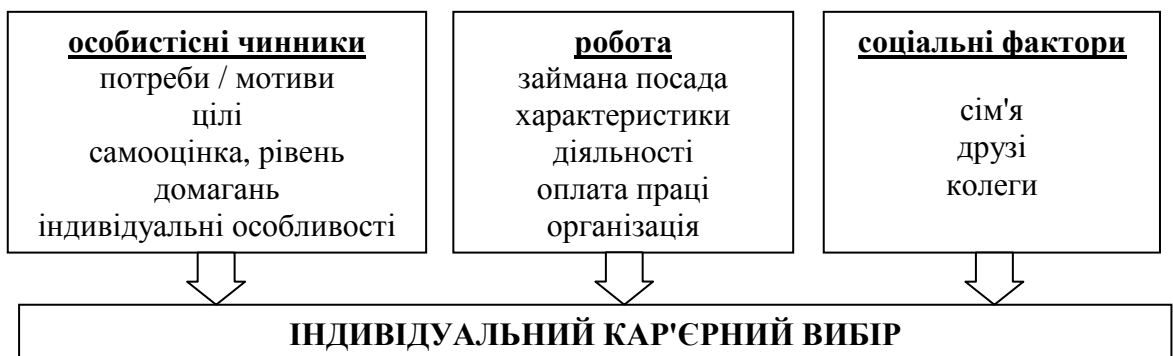 особистісні чинники
потреби / мотиви
цілі
самооцінка, рівень
домагань
індивідуальні особливості
робота
займана посада
характеристики
діяльності
оплата праці
організація
соціальні фактори
сім'я
друзі
колеги
ІНДИВІДУАЛЬНИЙ КАР'ЄРНИЙ ВИБІР